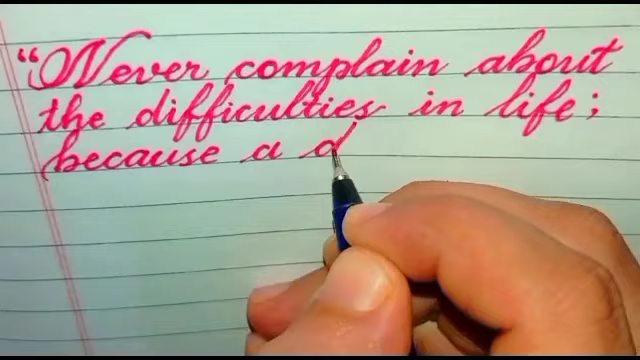 “Never complain about
the difficulties in life;
because a d